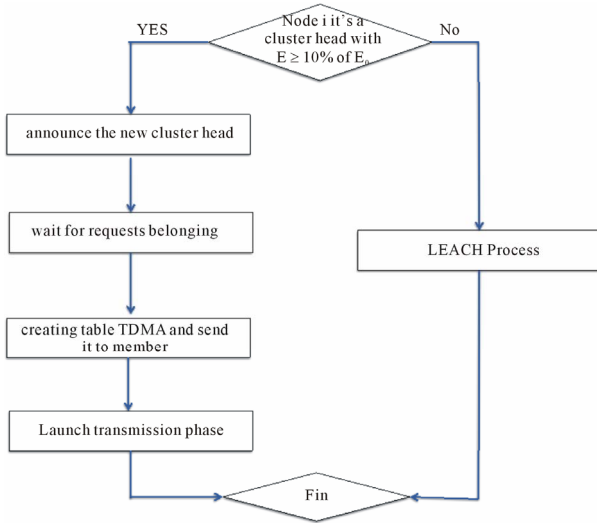 Node i it's a
cluster head with
E ≥ 10% of E₀
YES
No
announce the new cluster head
wait for requests belonging
LEACH Process
creating table TDMA and send
it to member
Launch transmission phase
Fin